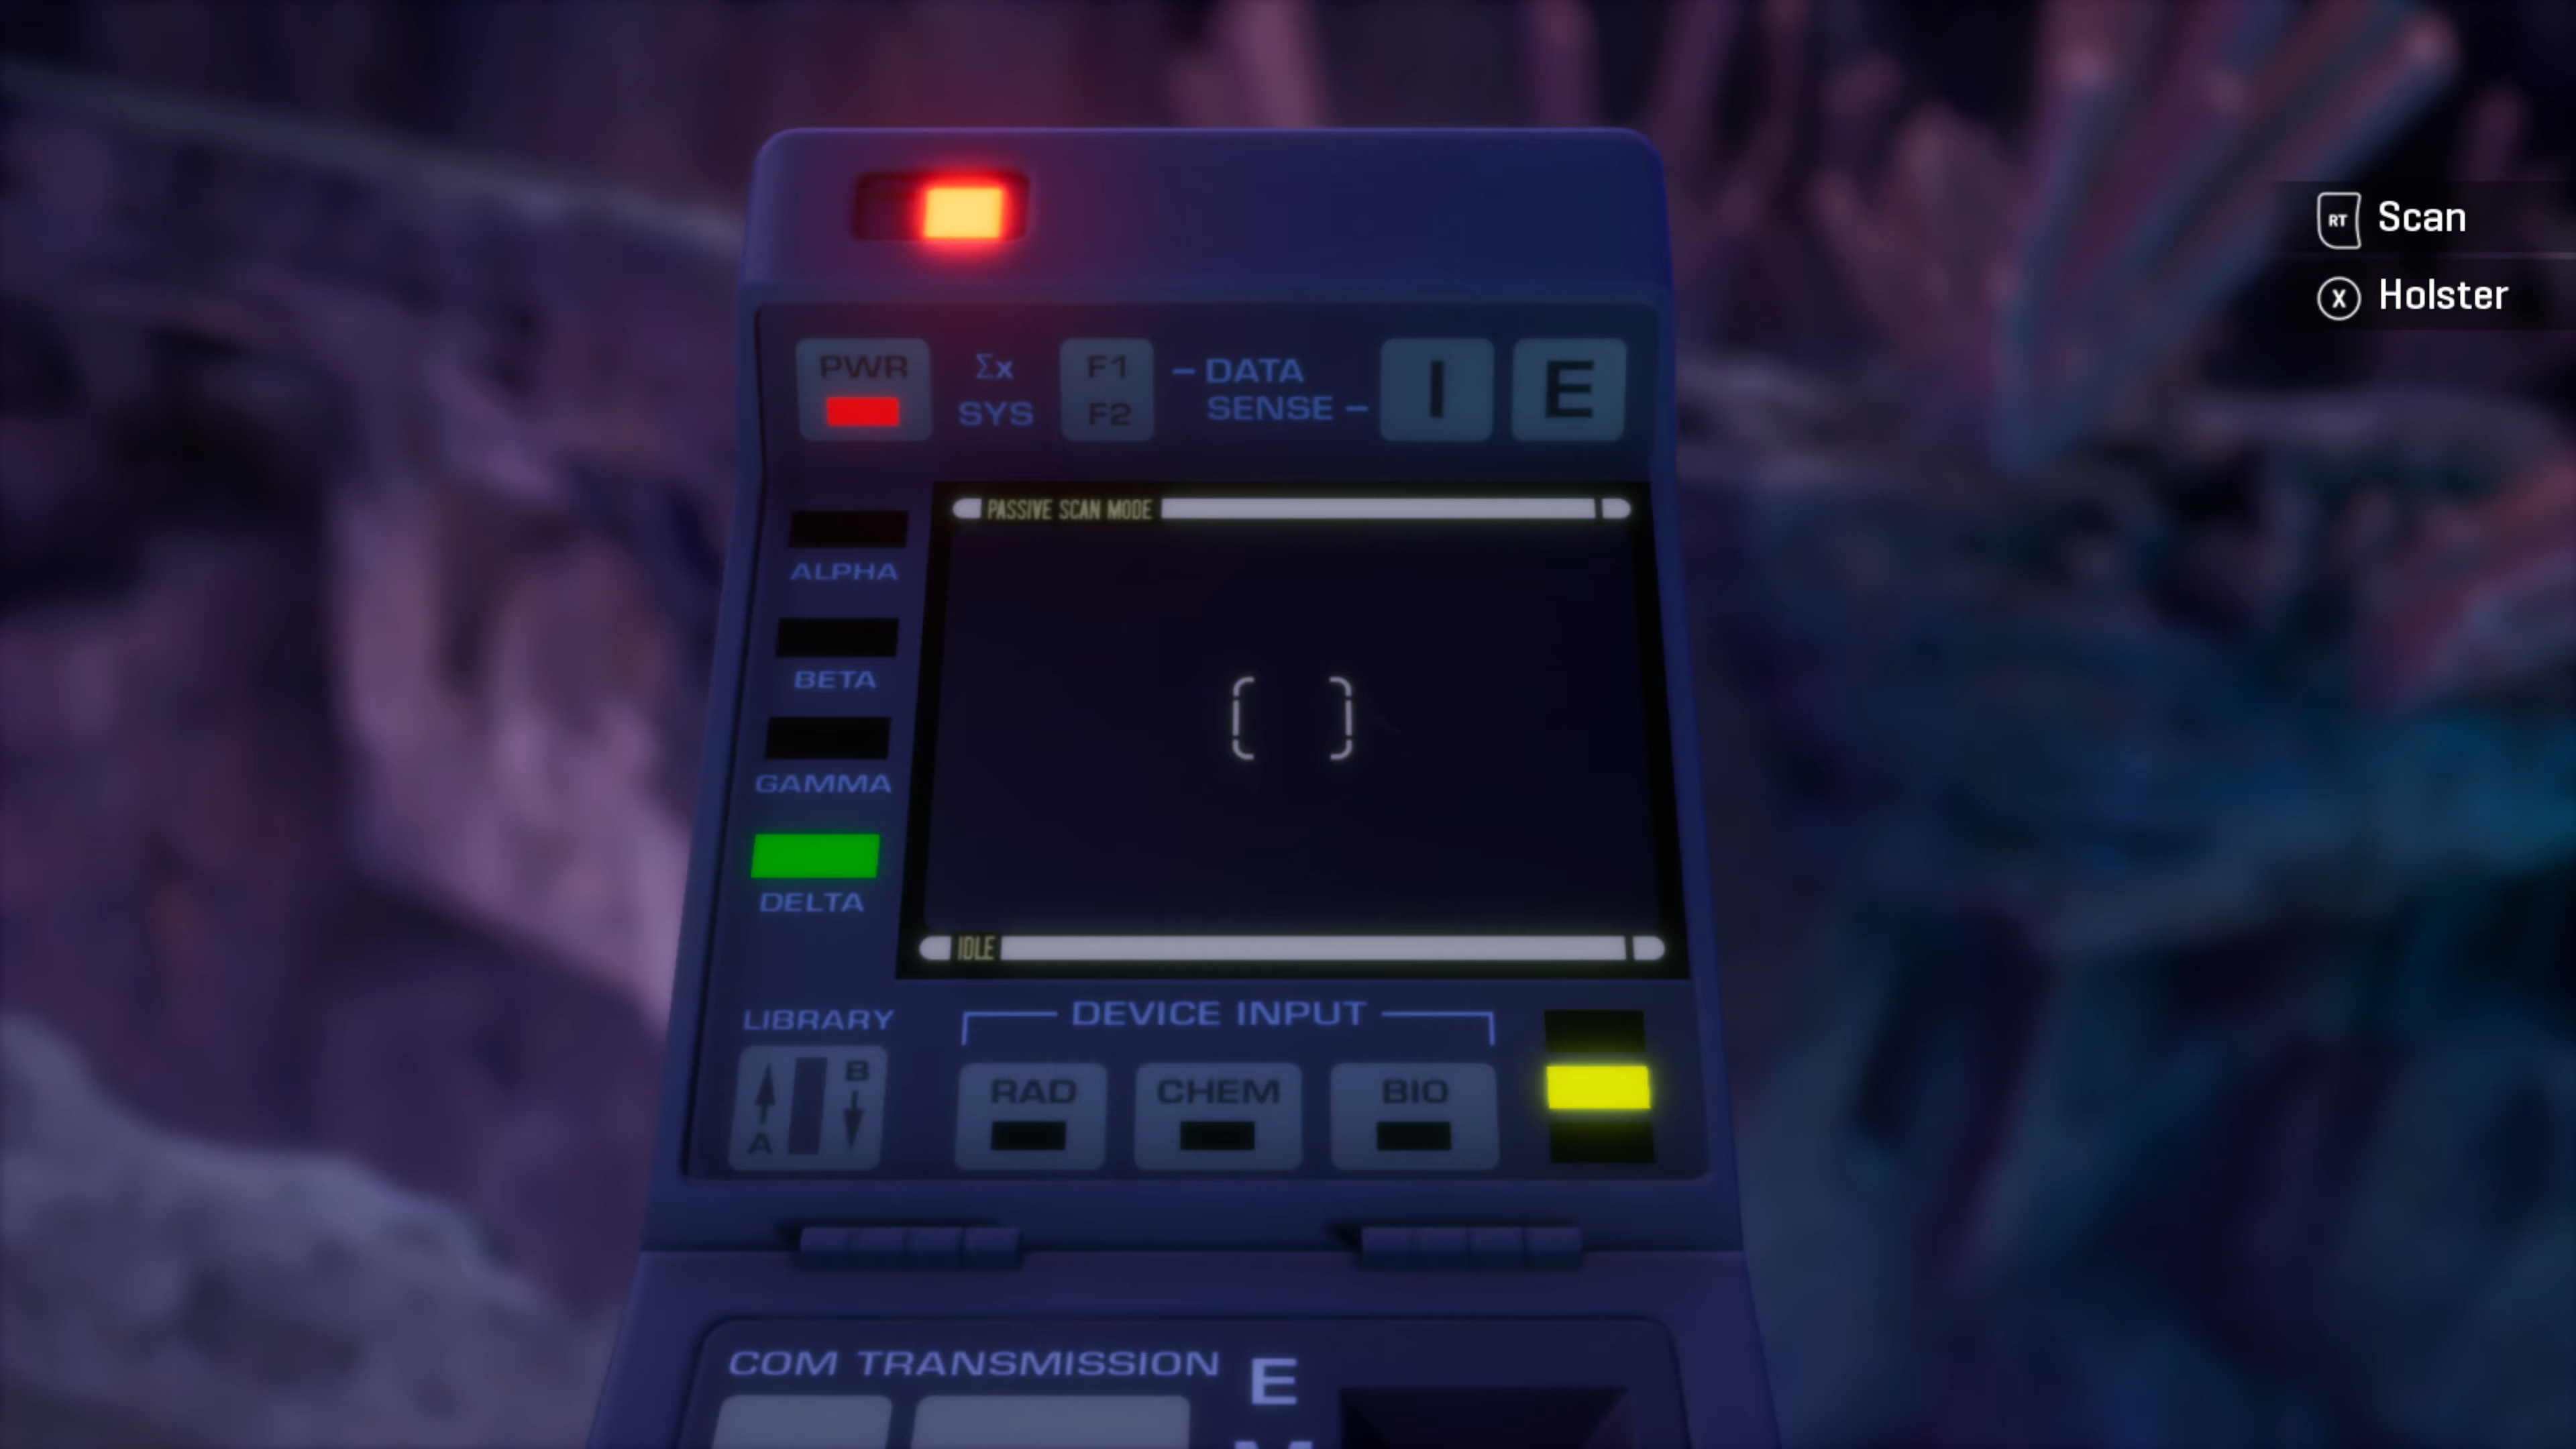 RT Scan
X Holster
PWR
Σx
SYS
F1
F2
– DATA
SENSE –
I
E
PASSIVE SCAN MODE
ALPHA
BETA
GAMMA
DELTA
IDLE
LIBRARY
A
B
DEVICE INPUT
RAD
CHEM
BIO
COM TRANSMISSION
E